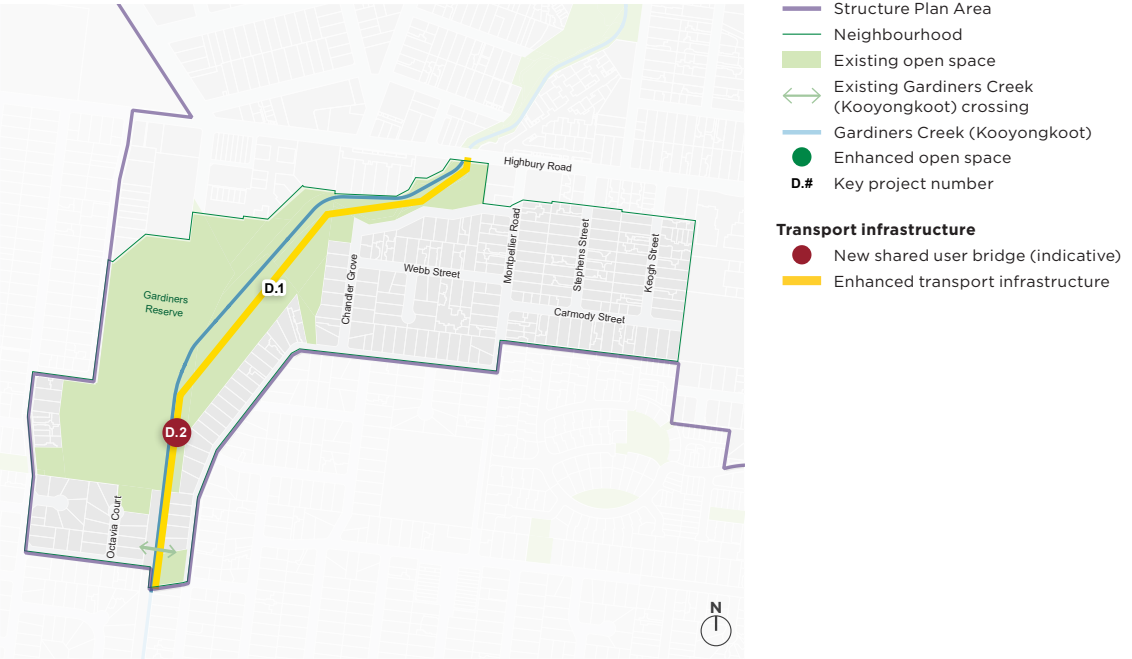 Highbury Road
Montpellier Road
Stephens Street
Keogh Street
Chandler Grove
Webb Street
Carmody Street
D.1
Gardiners
Reserve
D.2
Octavia Court
N
Structure Plan Area
Neighbourhood
Existing open space
Existing Gardiners Creek
(Kooyongkoot) crossing
Gardiners Creek (Kooyongkoot)
Enhanced open space
D.# Key project number
Transport infrastructure
New shared user bridge (indicative)
Enhanced transport infrastructure